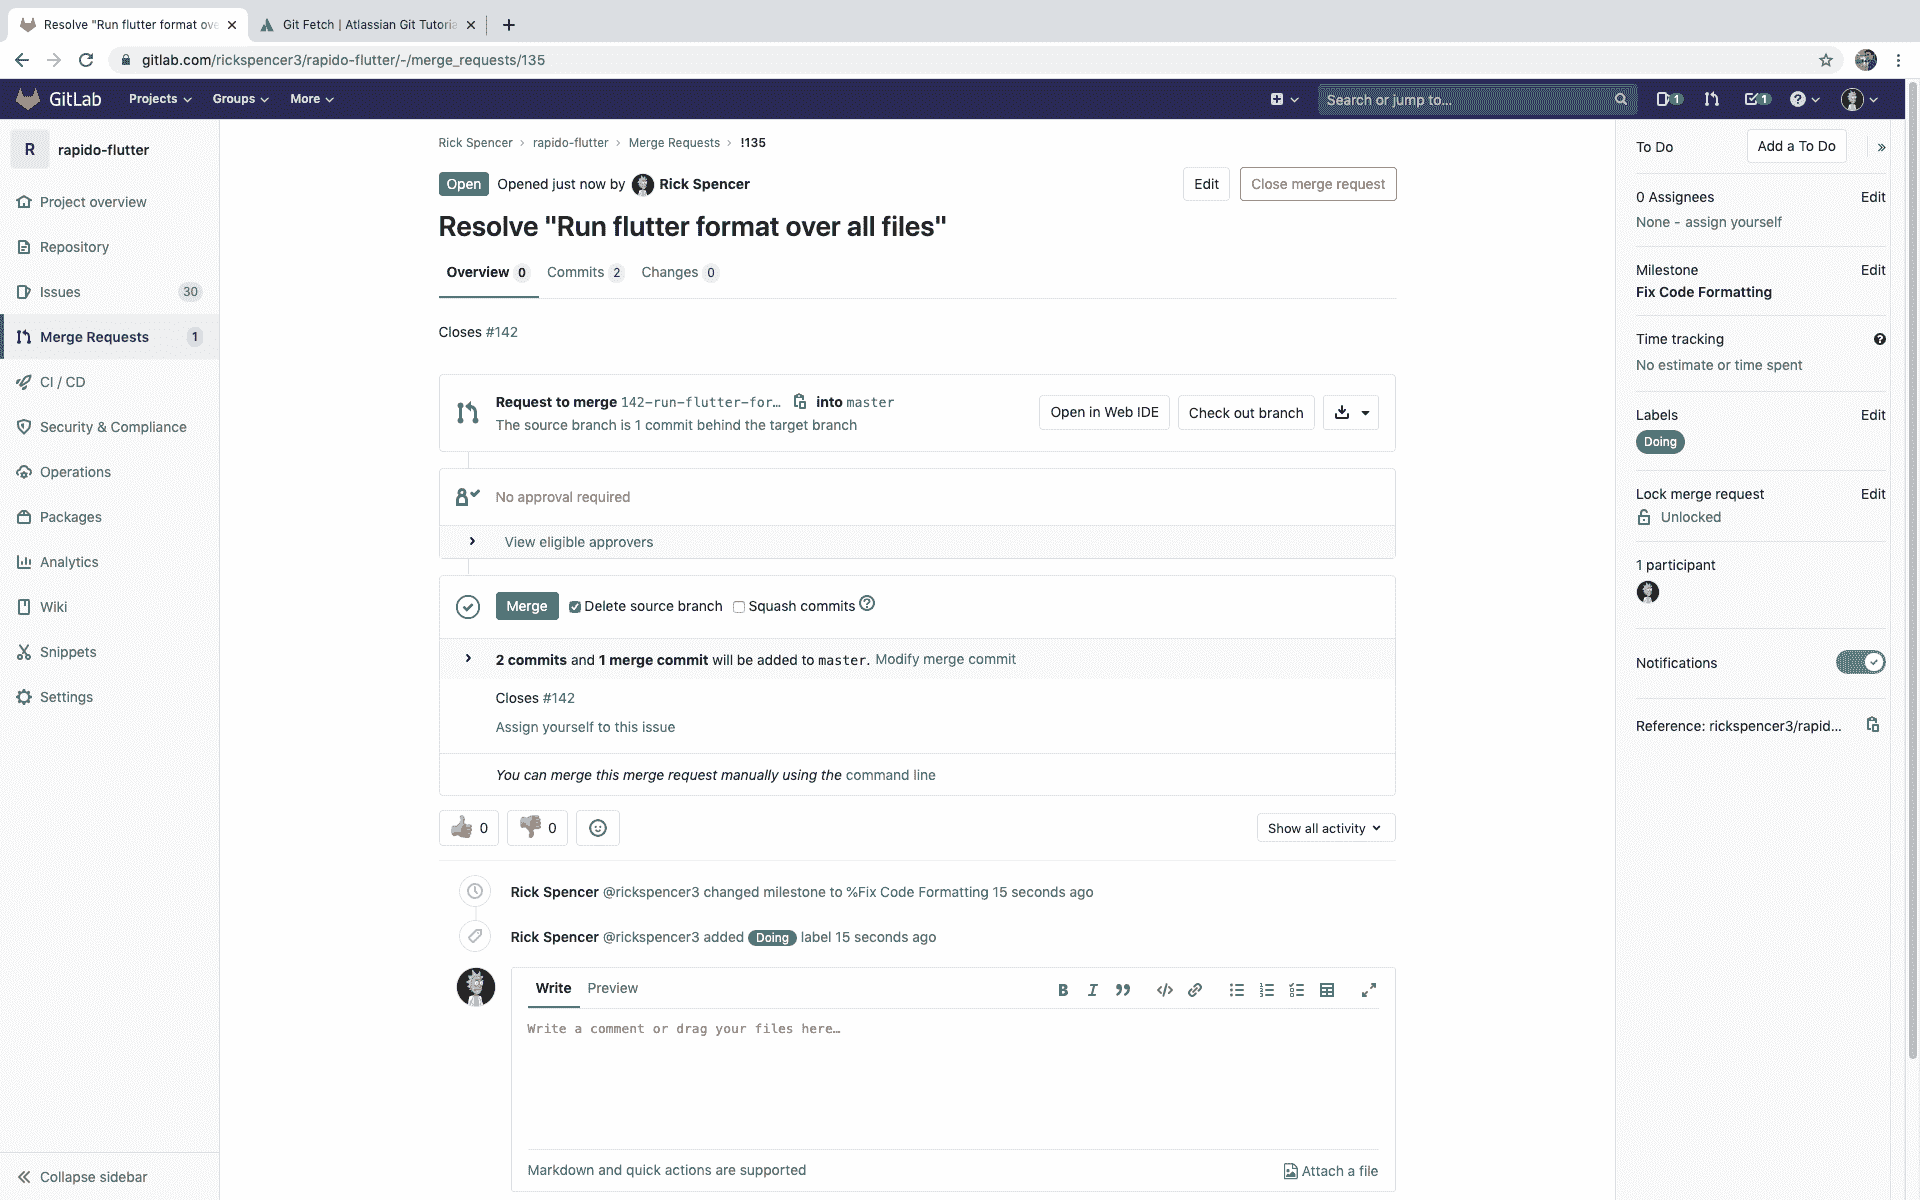 Resolve "Run flutter format ove
Git Fetch | Atlassian Git Tutoria
gitlab.com/rickspencer3/rapido-flutter/-/merge_requests/135
GitLab Projects Groups More Search or jump to... 1 1
R rapido-flutter
Project overview
Repository
Issues 30
Merge Requests 1
CI / CD
Security & Compliance
Operations
Packages
Analytics
Wiki
Snippets
Settings
Collapse sidebar
Rick Spencer › rapido-flutter › Merge Requests › !135
Open Opened just now by Rick Spencer Edit Close merge request
Resolve "Run flutter format over all files"
Overview 0 Commits 2 Changes 0
Closes #142
Request to merge 142-run-flutter-for… into master
The source branch is 1 commit behind the target branch
Open in Web IDE Check out branch
No approval required
View eligible approvers
Merge Delete source branch Squash commits
2 commits and 1 merge commit will be added to master. Modify merge commit
Closes #142
Assign yourself to this issue
You can merge this merge request manually using the command line
0 0 Show all activity
Rick Spencer @rickspencer3 changed milestone to %Fix Code Formatting 15 seconds ago
Rick Spencer @rickspencer3 added Doing label 15 seconds ago
Write Preview
Write a comment or drag your files here…
Markdown and quick actions are supported Attach a file
To Do Add a To Do
0 Assignees Edit
None - assign yourself
Milestone Edit
Fix Code Formatting
Time tracking
No estimate or time spent
Labels Edit
Doing
Lock merge request Edit
Unlocked
1 participant
Notifications
Reference: rickspencer3/rapid...